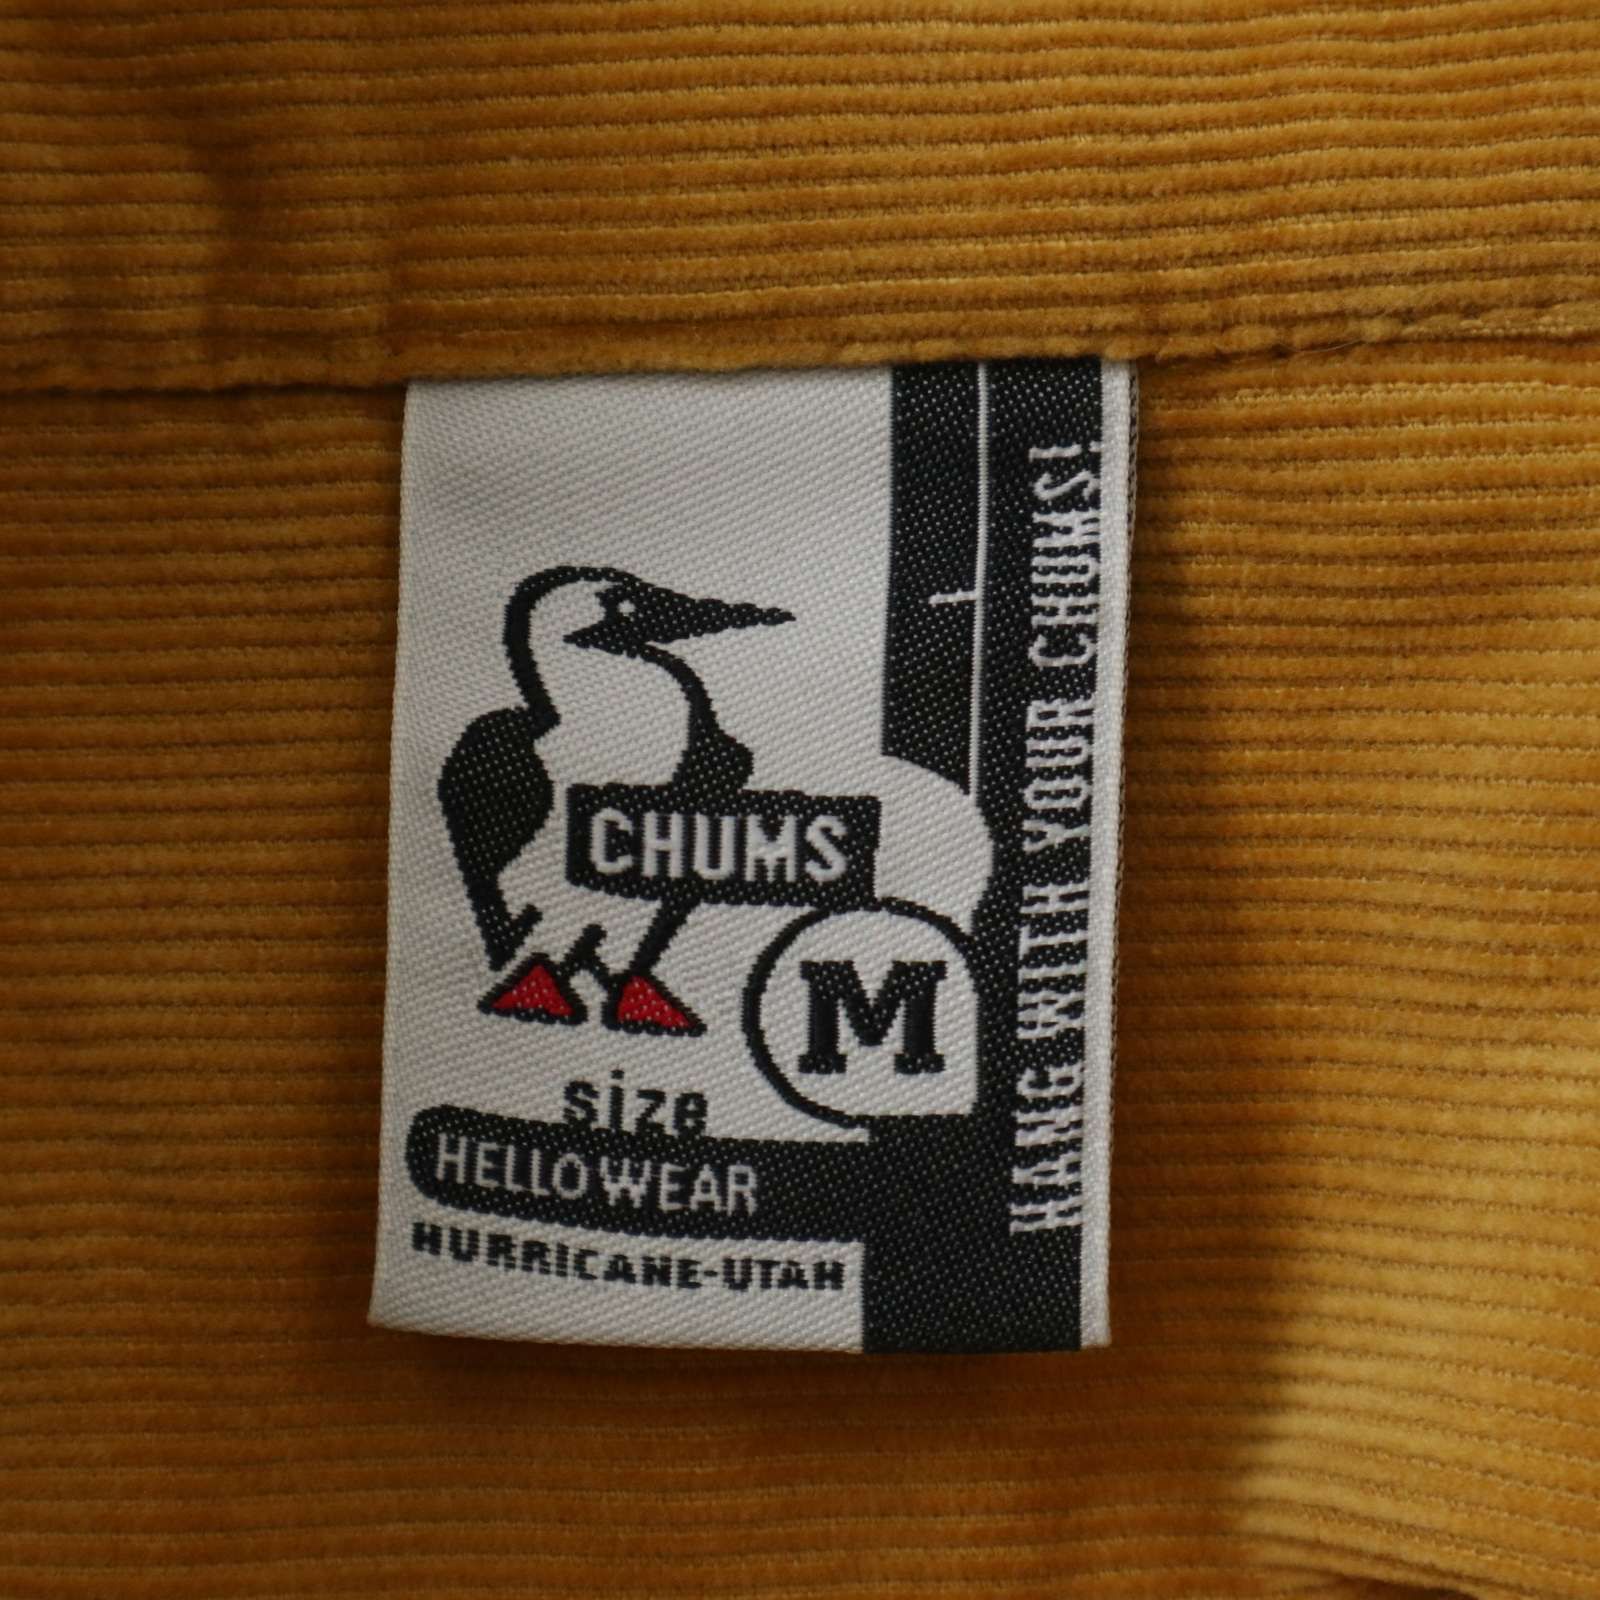 CHUMS
M
size
HELLO WEAR
HURRICANE-UTAH
HANG WITH YOUR CHUMS!